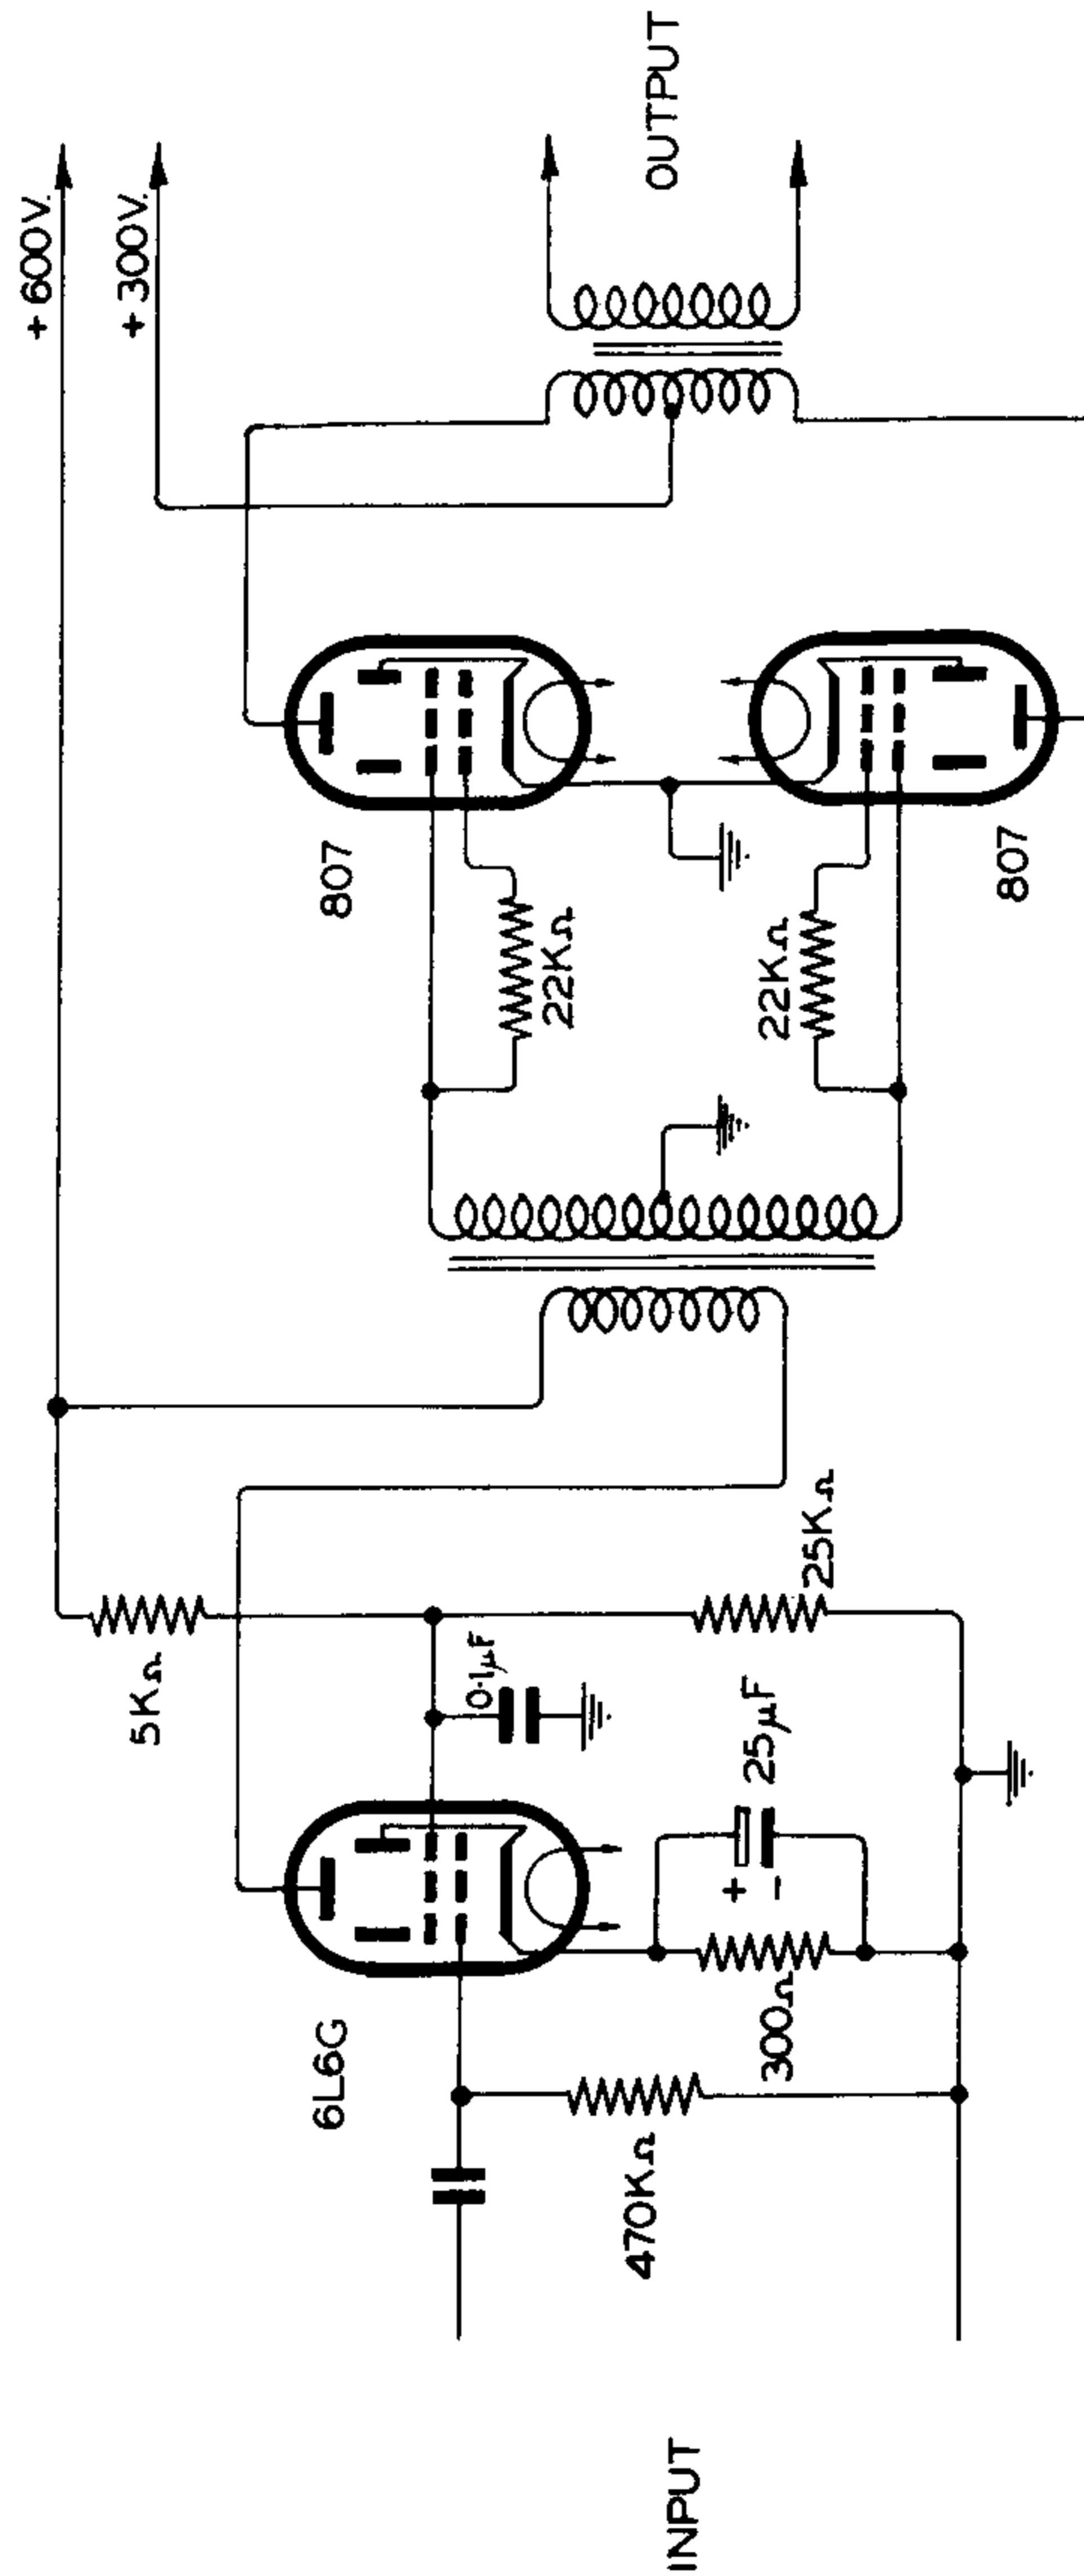 +600V.
+300V.
OUTPUT
807
22KΩ
22KΩ
807
5KΩ
25KΩ
0·1μF
25μF
+
-
6L6G
300Ω
470KΩ
INPUT